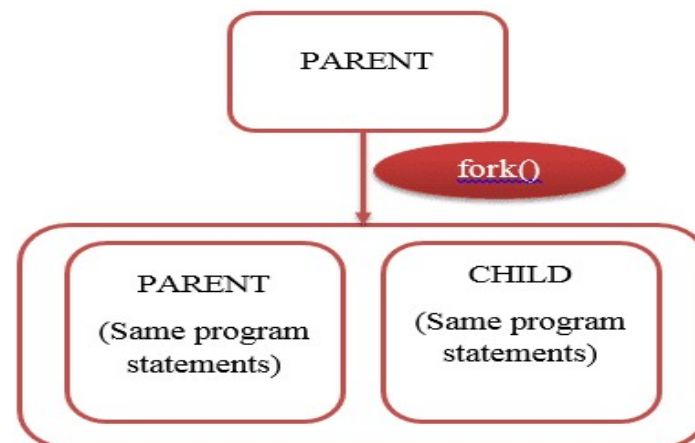 PARENT
fork()
PARENT
(Same program
statements)
CHILD
(Same program
statements)